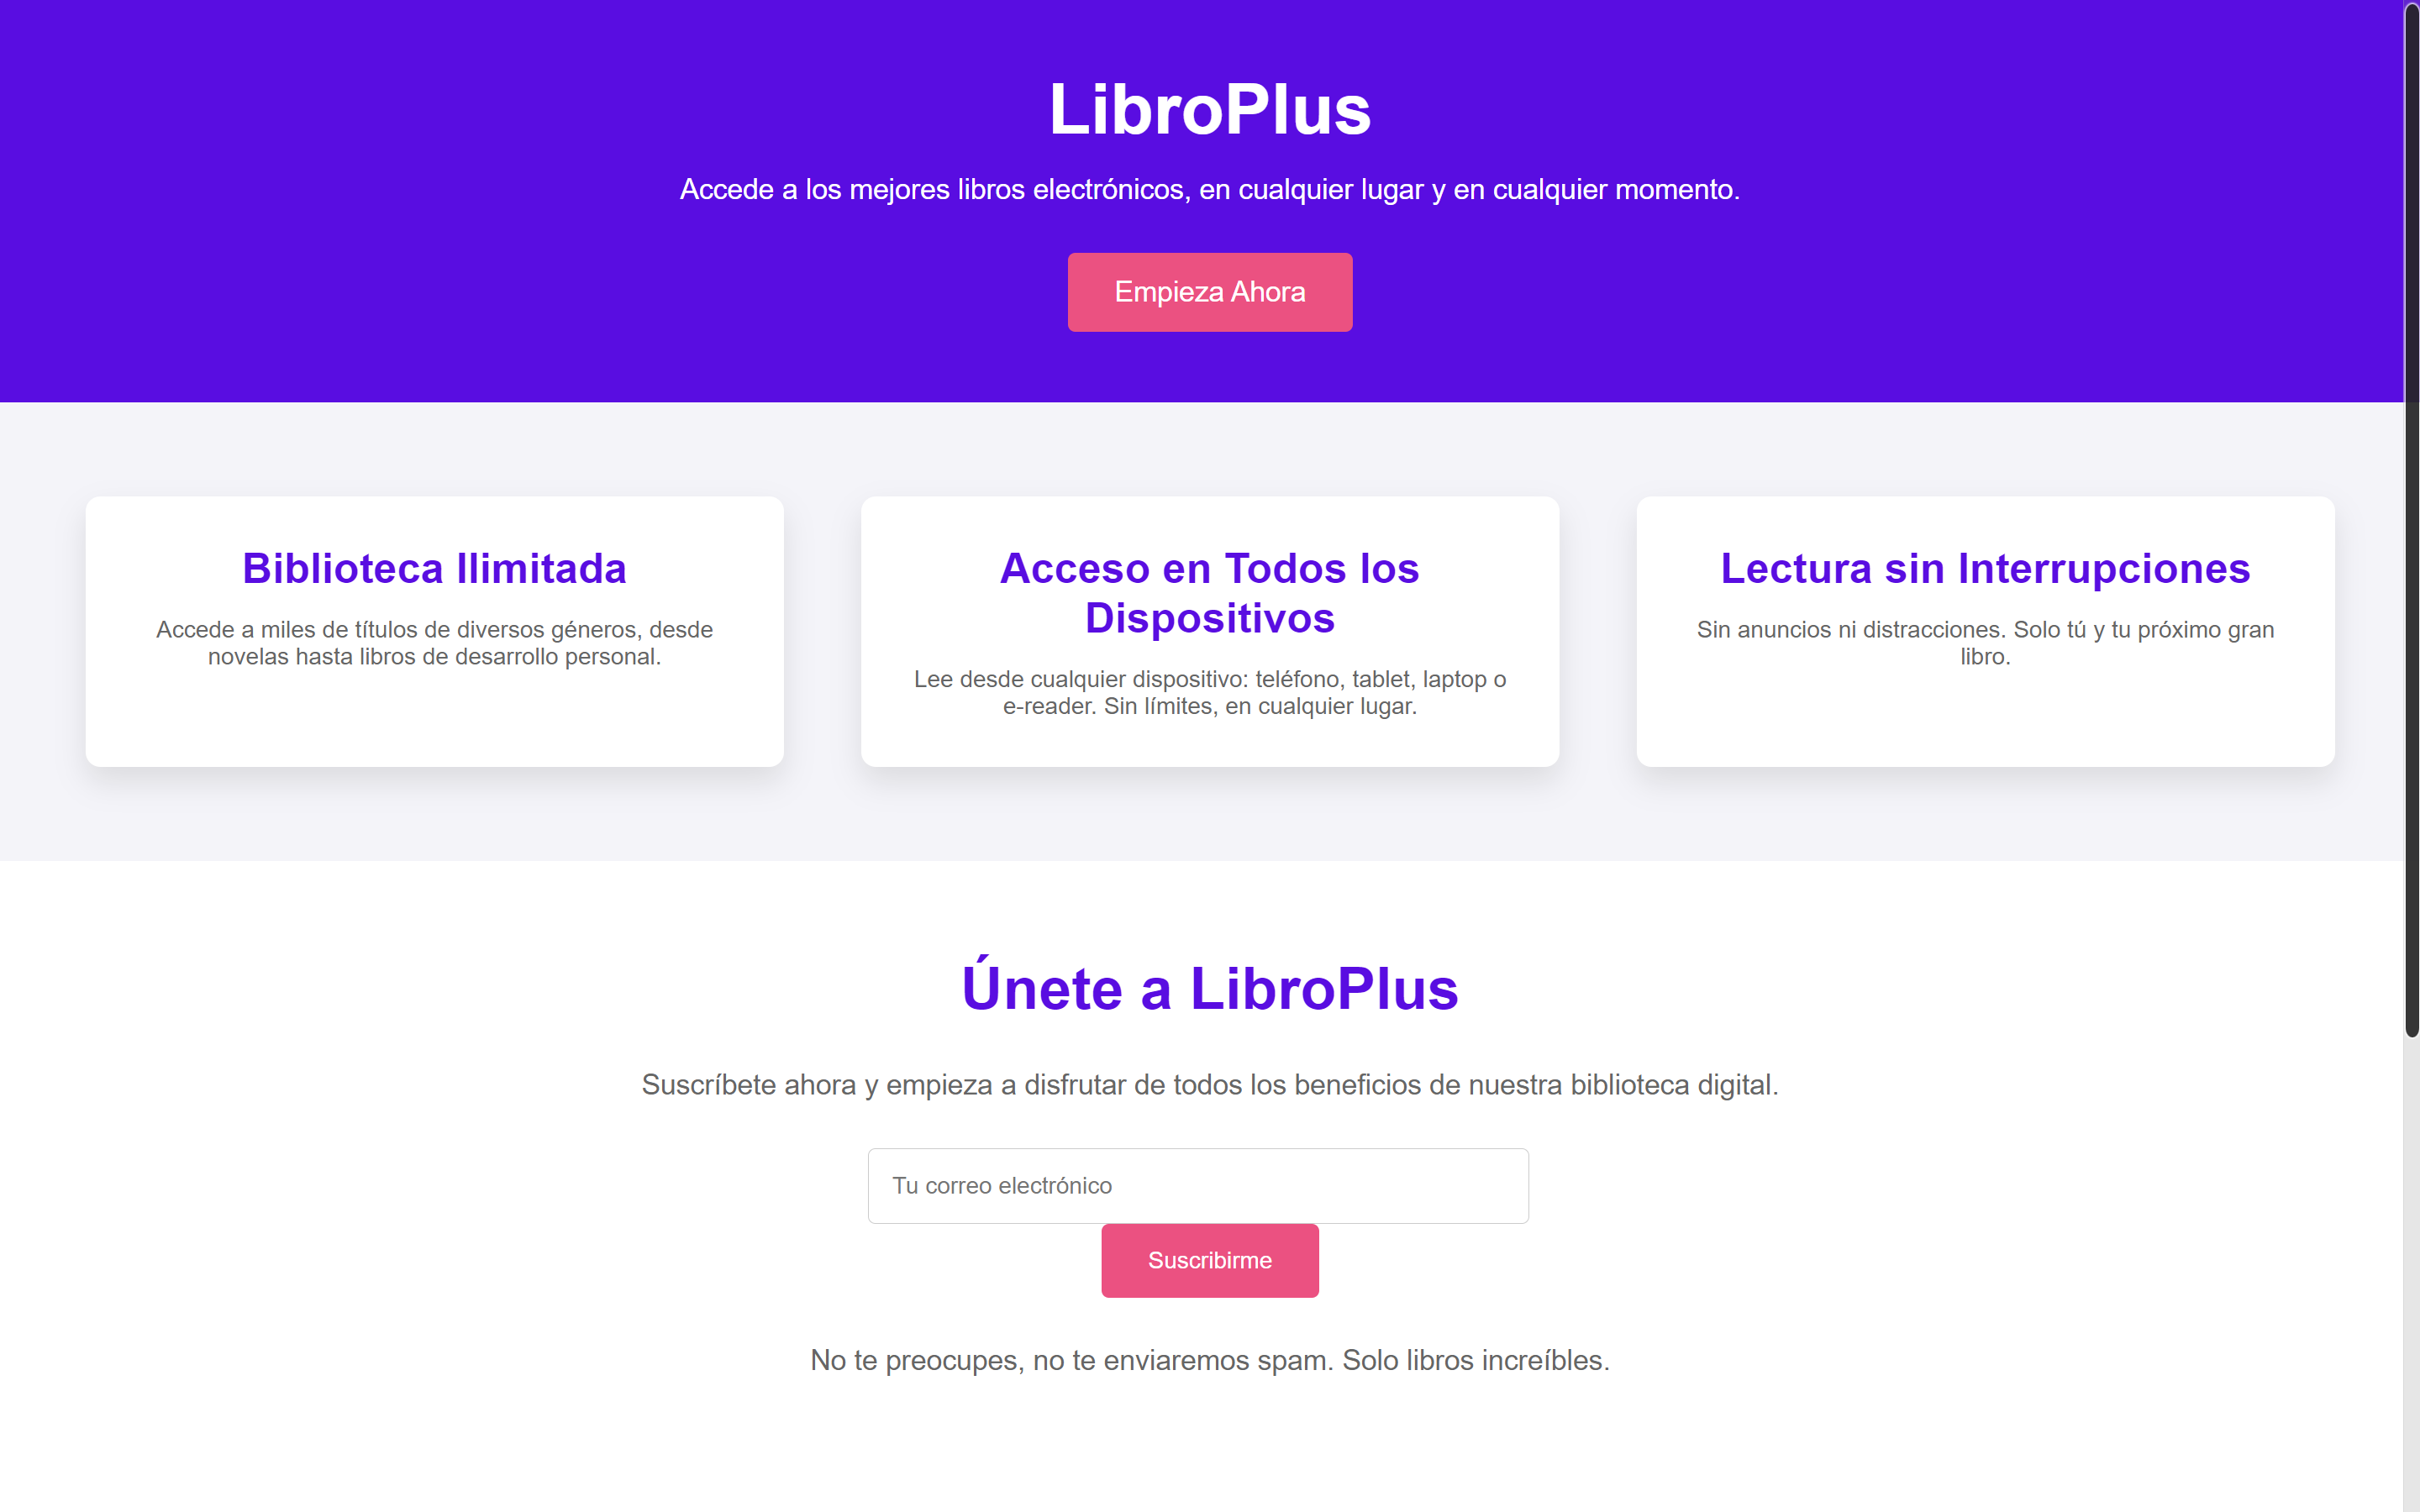 LibroPlus
Accede a los mejores libros electrónicos, en cualquier lugar y en cualquier momento.
Empieza Ahora
Biblioteca Ilimitada
Accede a miles de títulos de diversos géneros, desde
novelas hasta libros de desarrollo personal.
Acceso en Todos los
Dispositivos
Lee desde cualquier dispositivo: teléfono, tablet, laptop o
e-reader. Sin límites, en cualquier lugar.
Lectura sin Interrupciones
Sin anuncios ni distracciones. Solo tú y tu próximo gran
libro.
Únete a LibroPlus
Suscríbete ahora y empieza a disfrutar de todos los beneficios de nuestra biblioteca digital.
Tu correo electrónico
Suscribirme
No te preocupes, no te enviaremos spam. Solo libros increíbles.